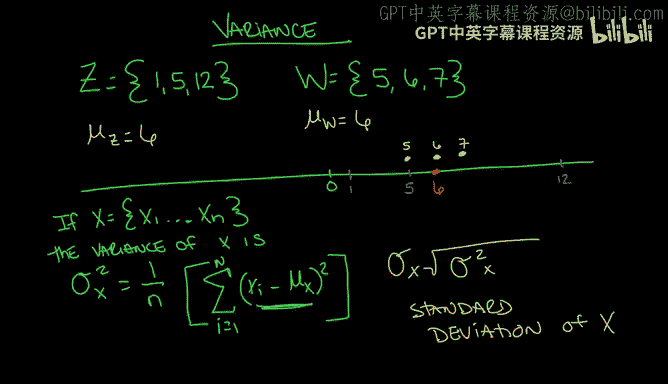 GPT中英字幕课程资源@bilibili
GPT中英字幕课程资源 bilibili
VARIANCE
Z = {1, 5, 12} W = {5, 6, 7}
μ_Z = 6 μ_W = 6
5 6 7
0 1 5 6 12
If X = {X₁ ... Xₙ}
the VARIANCE of X is
σ²ₓ = 1/n [ N Σ i=1 (xᵢ - μₓ)² ]
σₓ √σ²ₓ
STANDARD
DEVIATION of X